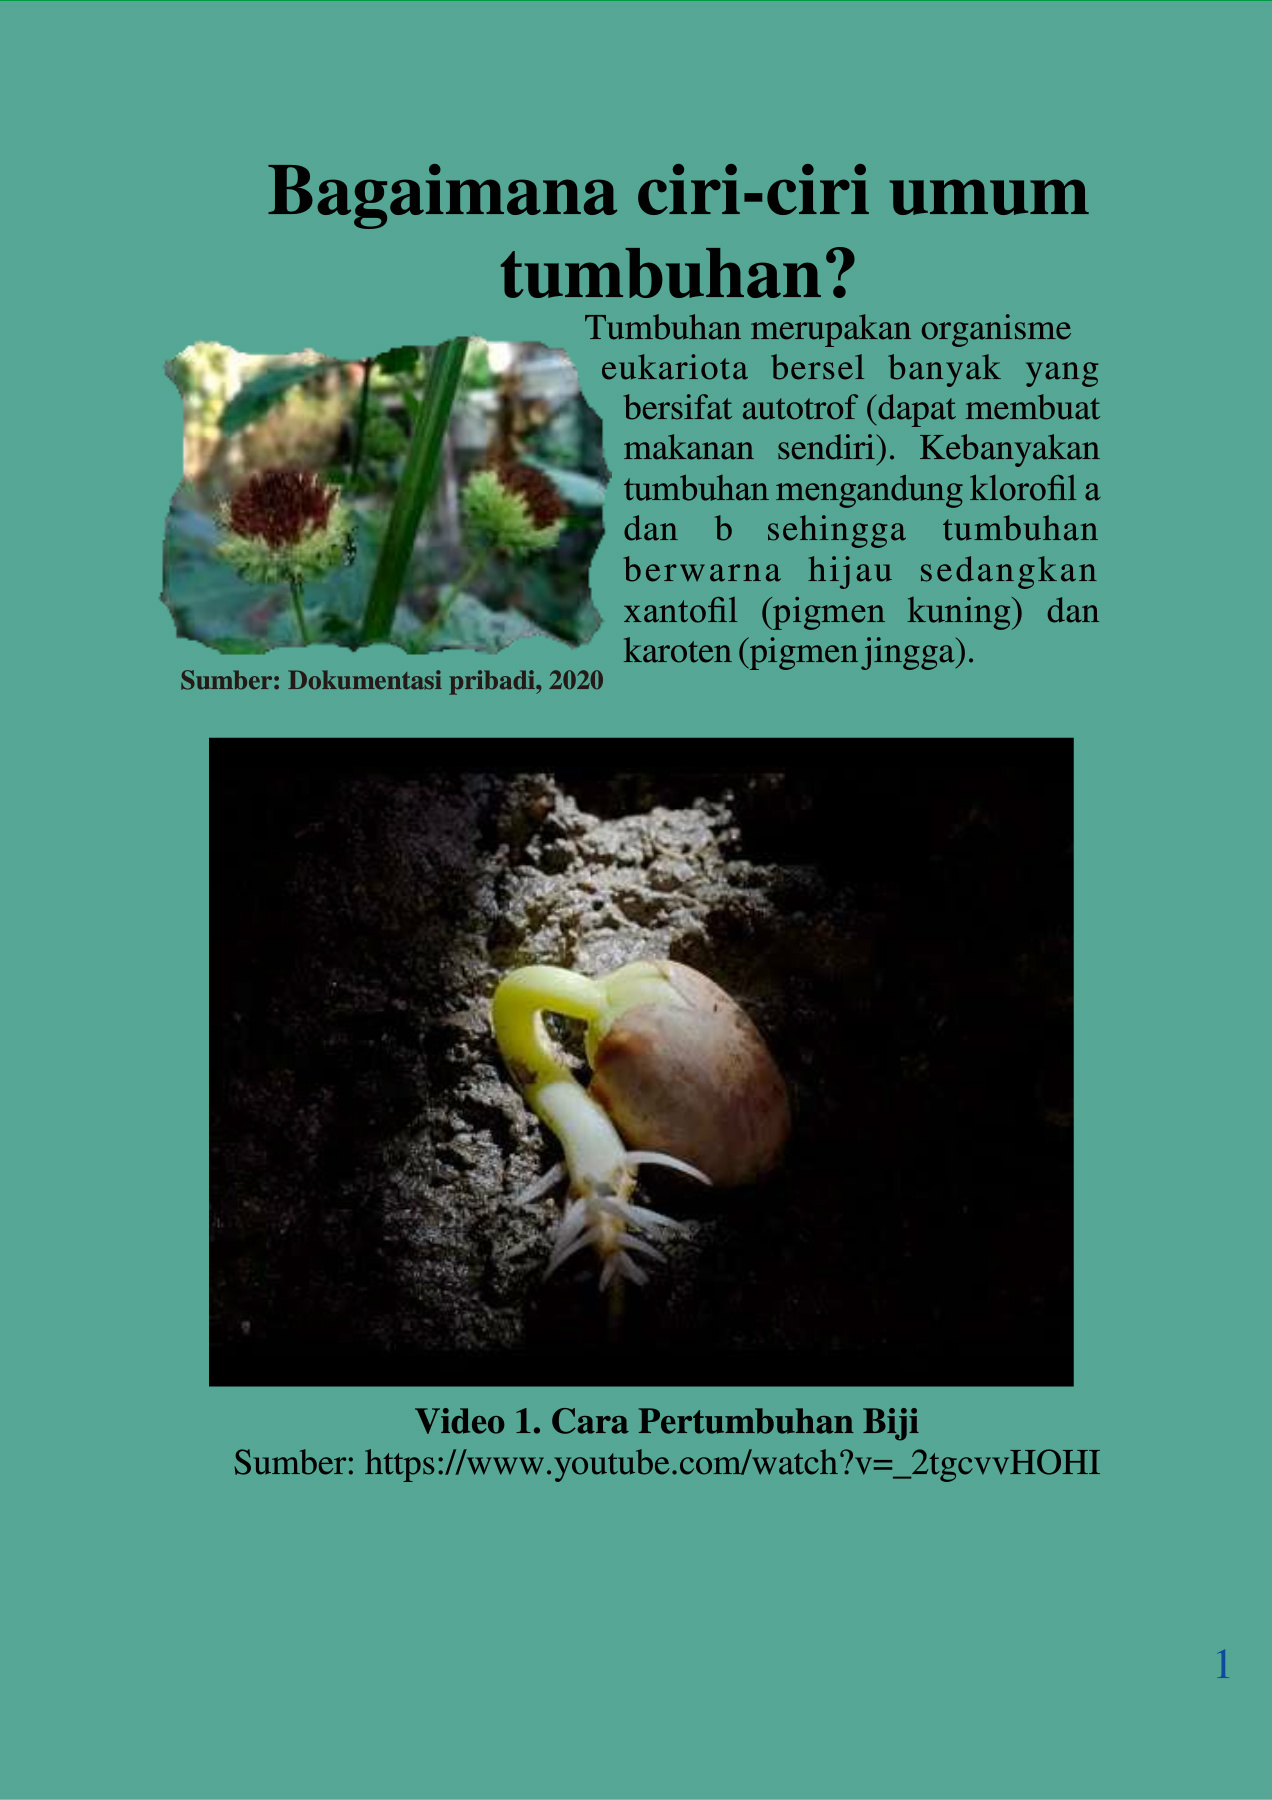 Bagaimana ciri-ciri umum
tumbuhan?
Tumbuhan merupakan organisme
eukariota bersel banyak yang
bersifat autotrof (dapat membuat
makanan sendiri). Kebanyakan
tumbuhan mengandung klorofil a
dan b sehingga tumbuhan
berwarna hijau sedangkan
xantofil (pigmen kuning) dan
karoten (pigmen jingga).
Sumber: Dokumentasi pribadi, 2020
Video 1. Cara Pertumbuhan Biji
Sumber: https://www.youtube.com/watch?v=_2tgcvvHOHI
1